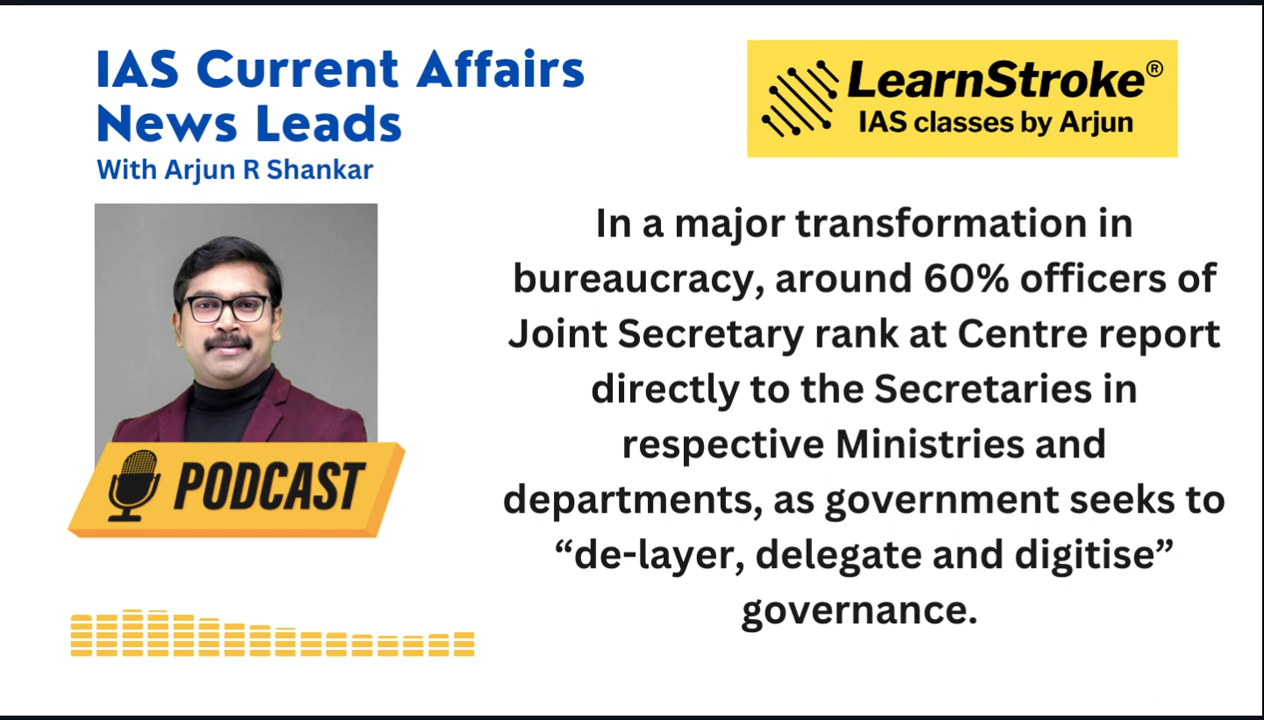 IAS Current Affairs
News Leads
With Arjun R Shankar
LearnStroke®
IAS classes by Arjun
In a major transformation in
bureaucracy, around 60% officers of
Joint Secretary rank at Centre report
directly to the Secretaries in
respective Ministries and
departments, as government seeks to
“de-layer, delegate and digitise”
governance.
PODCAST